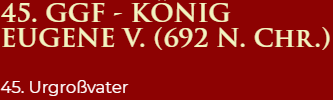 45. GGF - KÖNIG
EUGENE V. (692 N. CHR.)
45. Urgroßvater